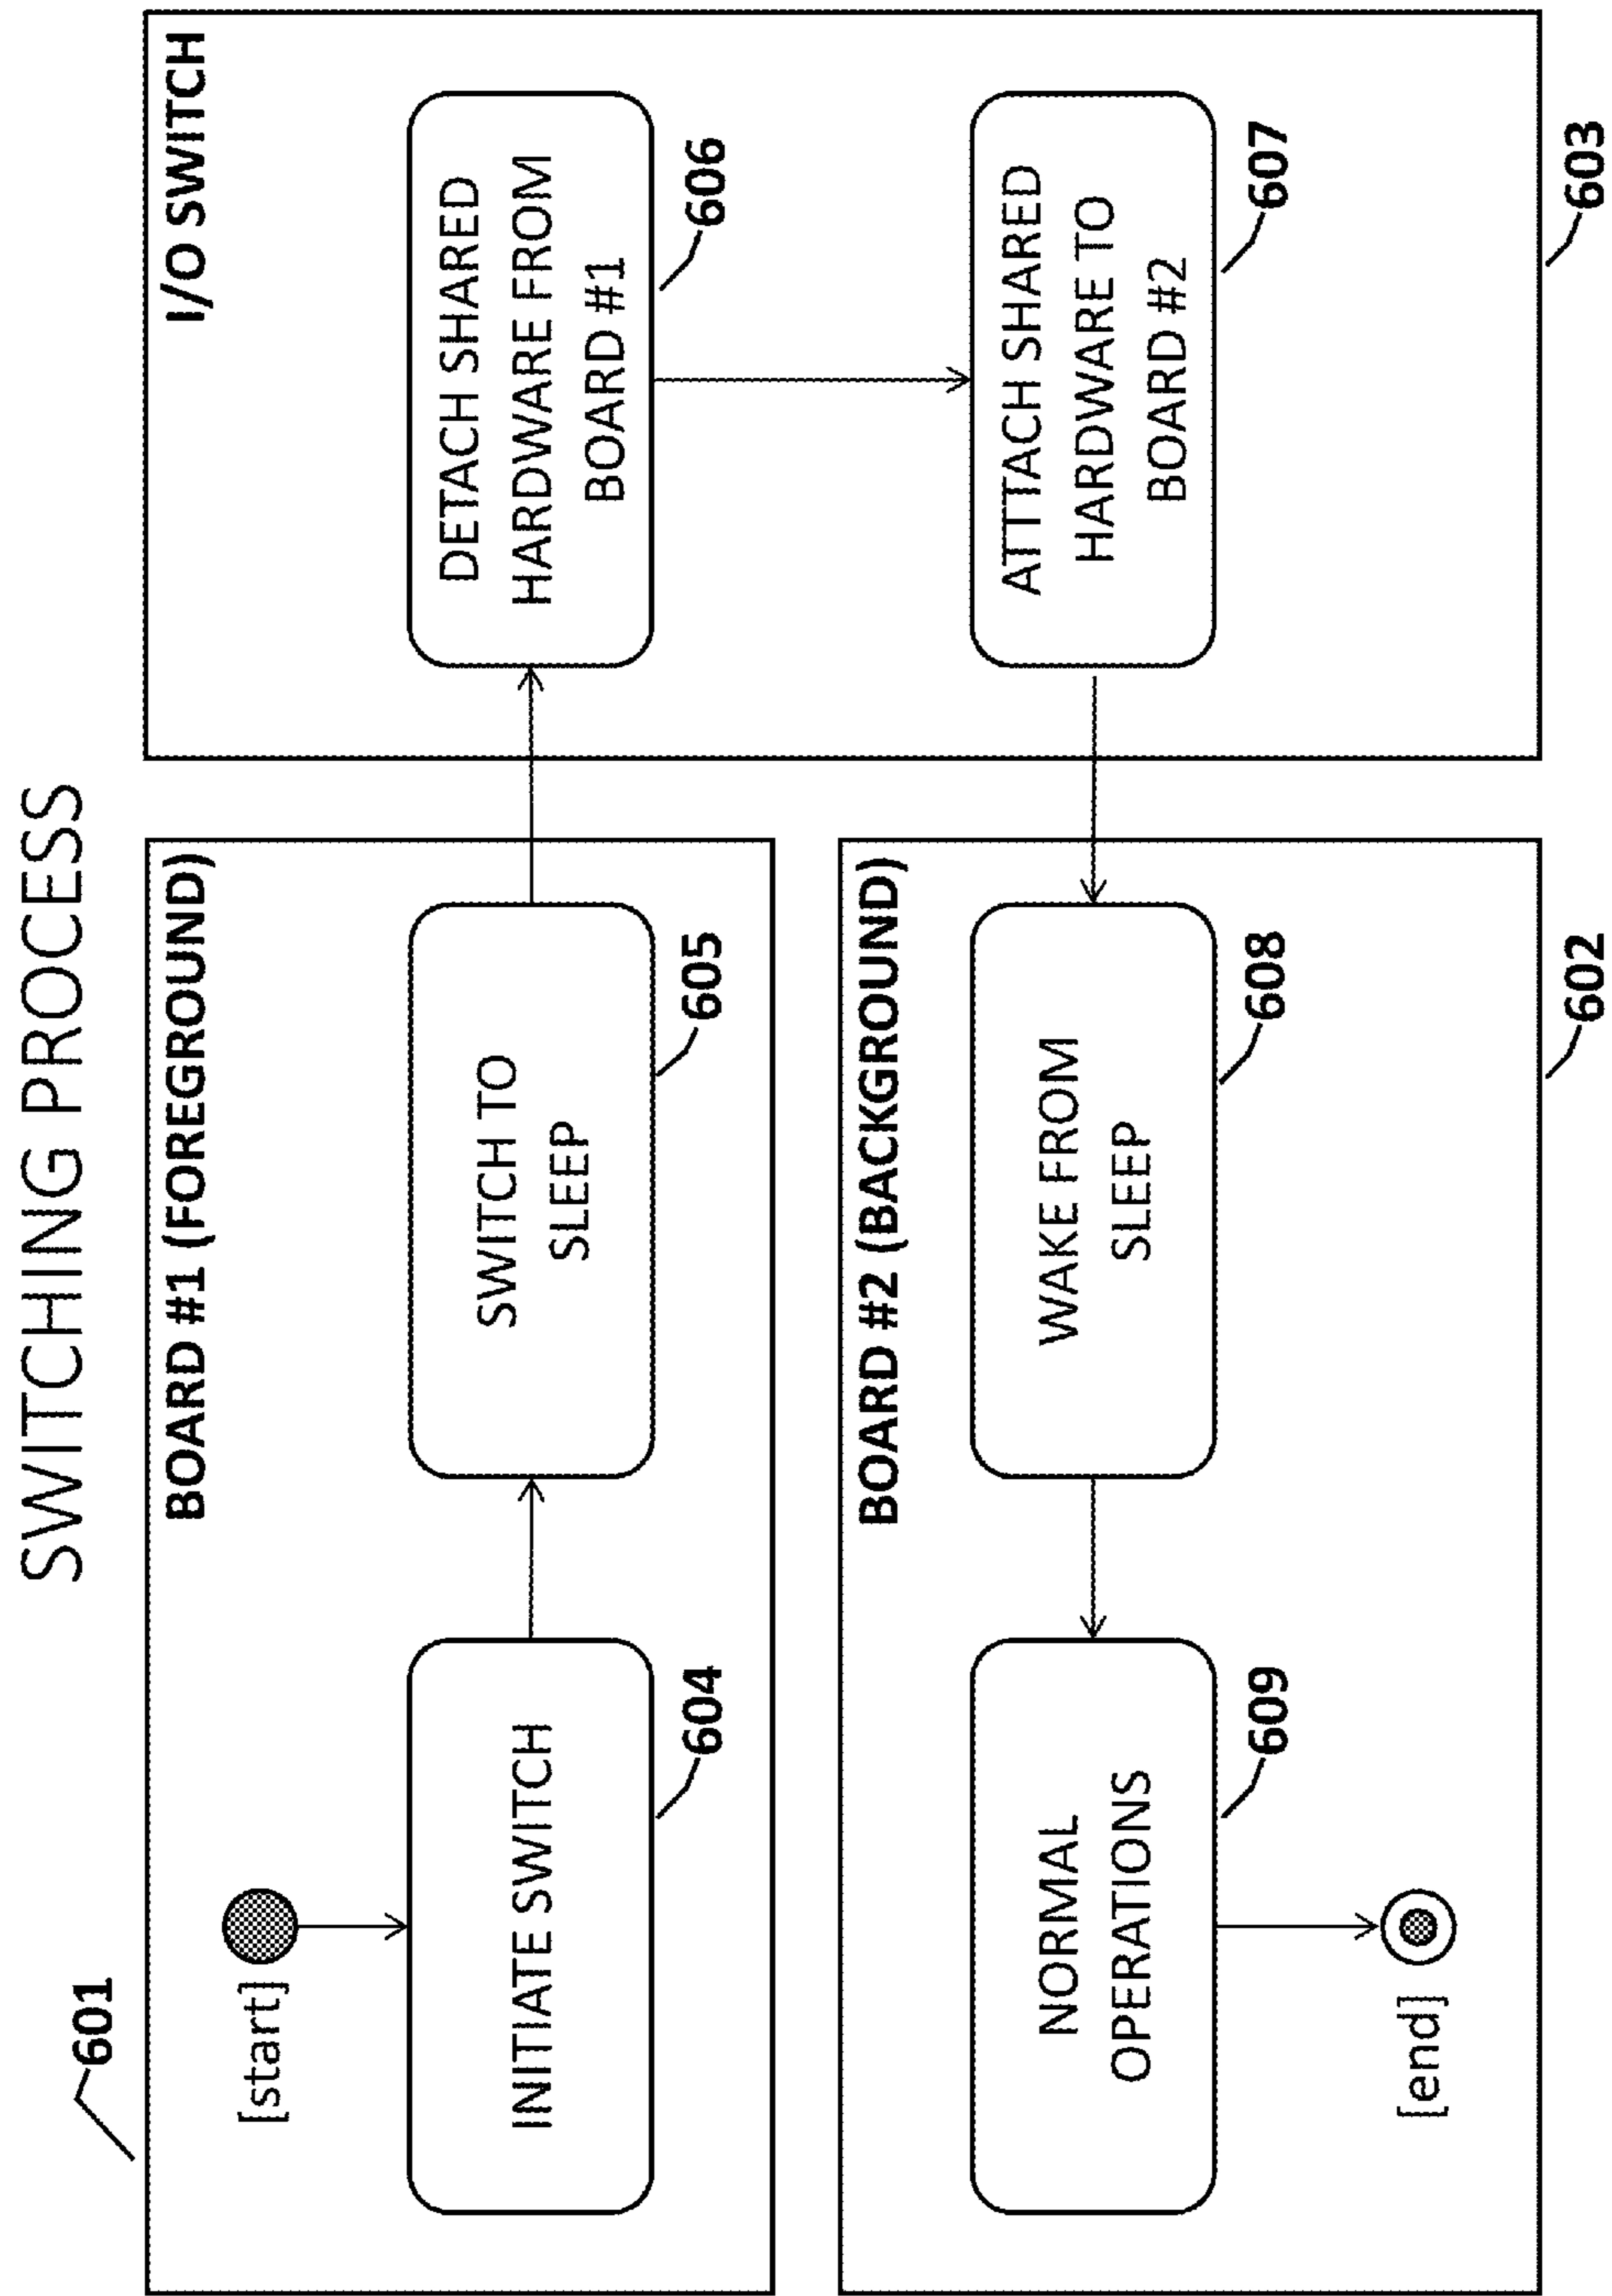 SWITCHING PROCESS
601
BOARD #1 (FOREGROUND)
[start]
INITIATE SWITCH
604
SWITCH TO
SLEEP
605
I/O SWITCH
DETACH SHARED
HARDWARE FROM
BOARD #1
606
ATTTACH SHARED
HARDWARE TO
BOARD #2
607
603
BOARD #2 (BACKGROUND)
WAKE FROM
SLEEP
608
NORMAL
OPERATIONS
609
[end]
602